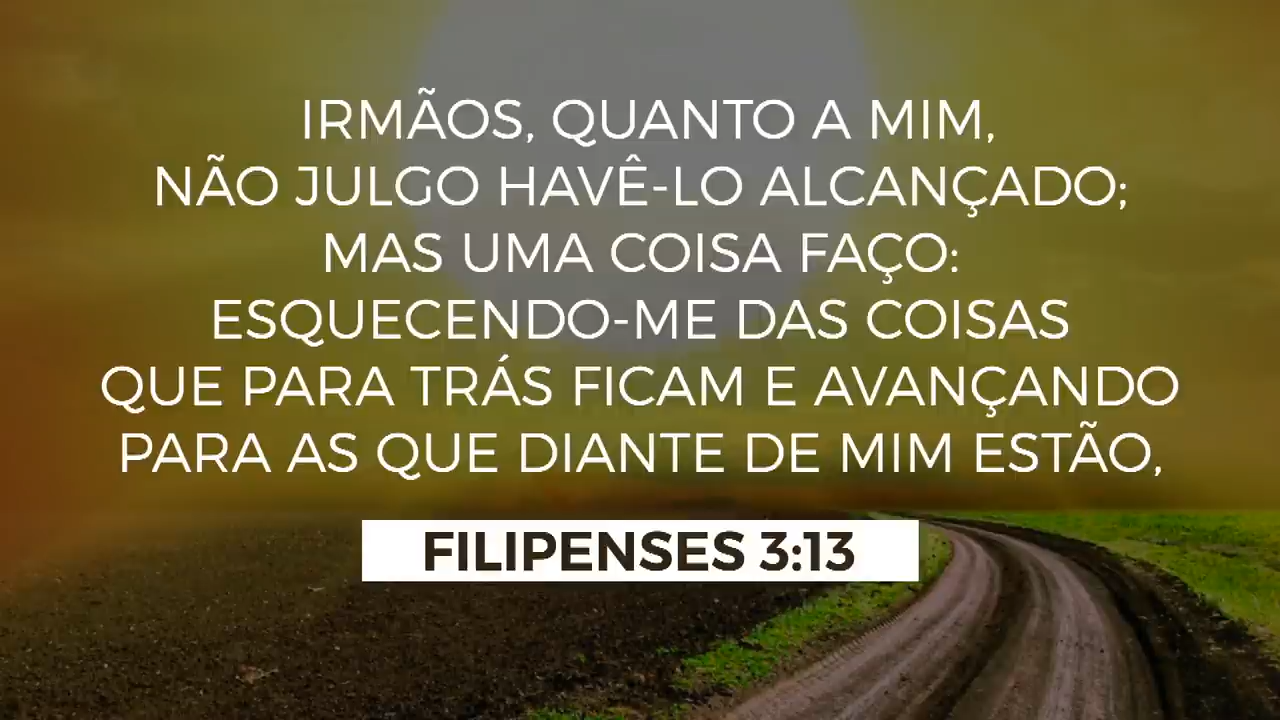 IRMÃOS, QUANTO A MIM,
NÃO JULGO HAVÊ-LO ALCANÇADO;
MAS UMA COISA FAÇO:
ESQUECENDO-ME DAS COISAS
QUE PARA TRÁS FICAM E AVANÇANDO
PARA AS QUE DIANTE DE MIM ESTÃO,
FILIPENSES 3:13